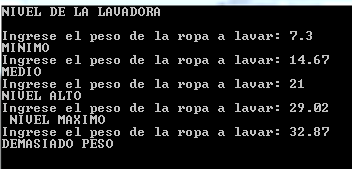 NIVEL DE LA LAVADORA
Ingrese el peso de la ropa a lavar: 7.3
MINIMO
Ingrese el peso de la ropa a lavar: 14.67
MEDIO
Ingrese el peso de la ropa a lavar: 21
NIVEL ALTO
Ingrese el peso de la ropa a lavar: 29.02
NIVEL MAXIMO
Ingrese el peso de la ropa a lavar: 32.87
DEMASIADO PESO